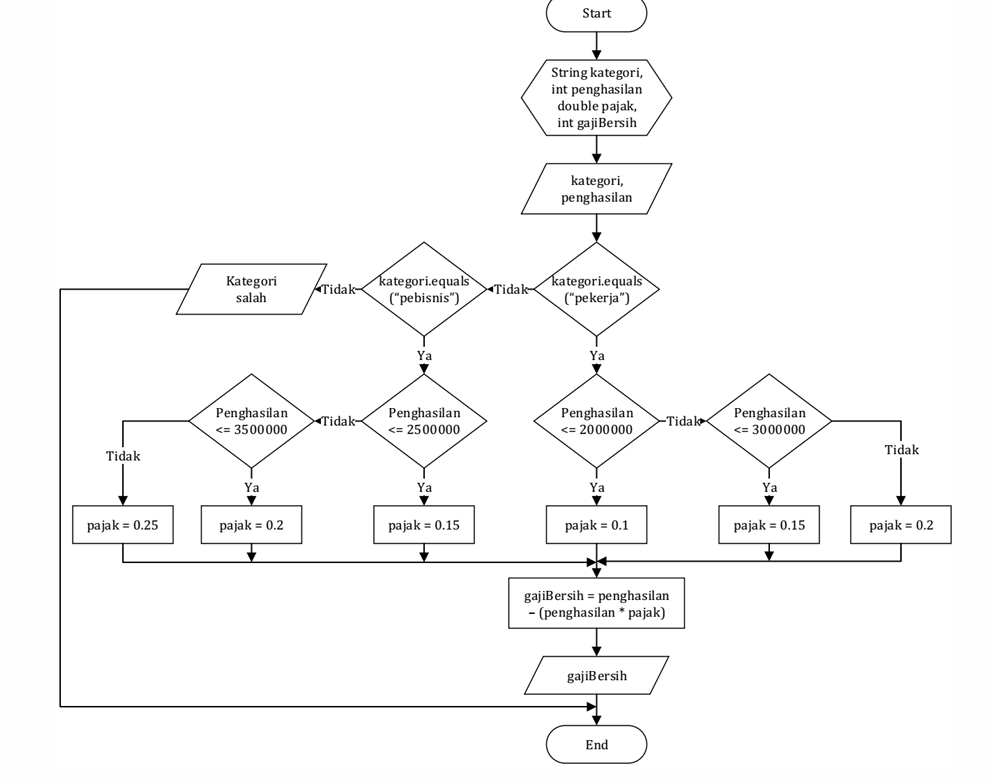 Start
String kategori,
int penghasilan
double pajak,
int gajiBersih
kategori,
penghasilan
Kategori
salah
Tidak
kategori.equals
(“pebisnis”)
Tidak
kategori.equals
(“pekerja”)
Ya
Ya
Tidak
Penghasilan
<= 3500000
Tidak
Penghasilan
<= 2500000
Penghasilan
<= 2000000
Tidak
Penghasilan
<= 3000000
Tidak
Ya
Ya
Ya
Ya
pajak = 0.25
pajak = 0.2
pajak = 0.15
pajak = 0.1
pajak = 0.15
pajak = 0.2
gajiBersih = penghasilan
– (penghasilan * pajak)
gajiBersih
End